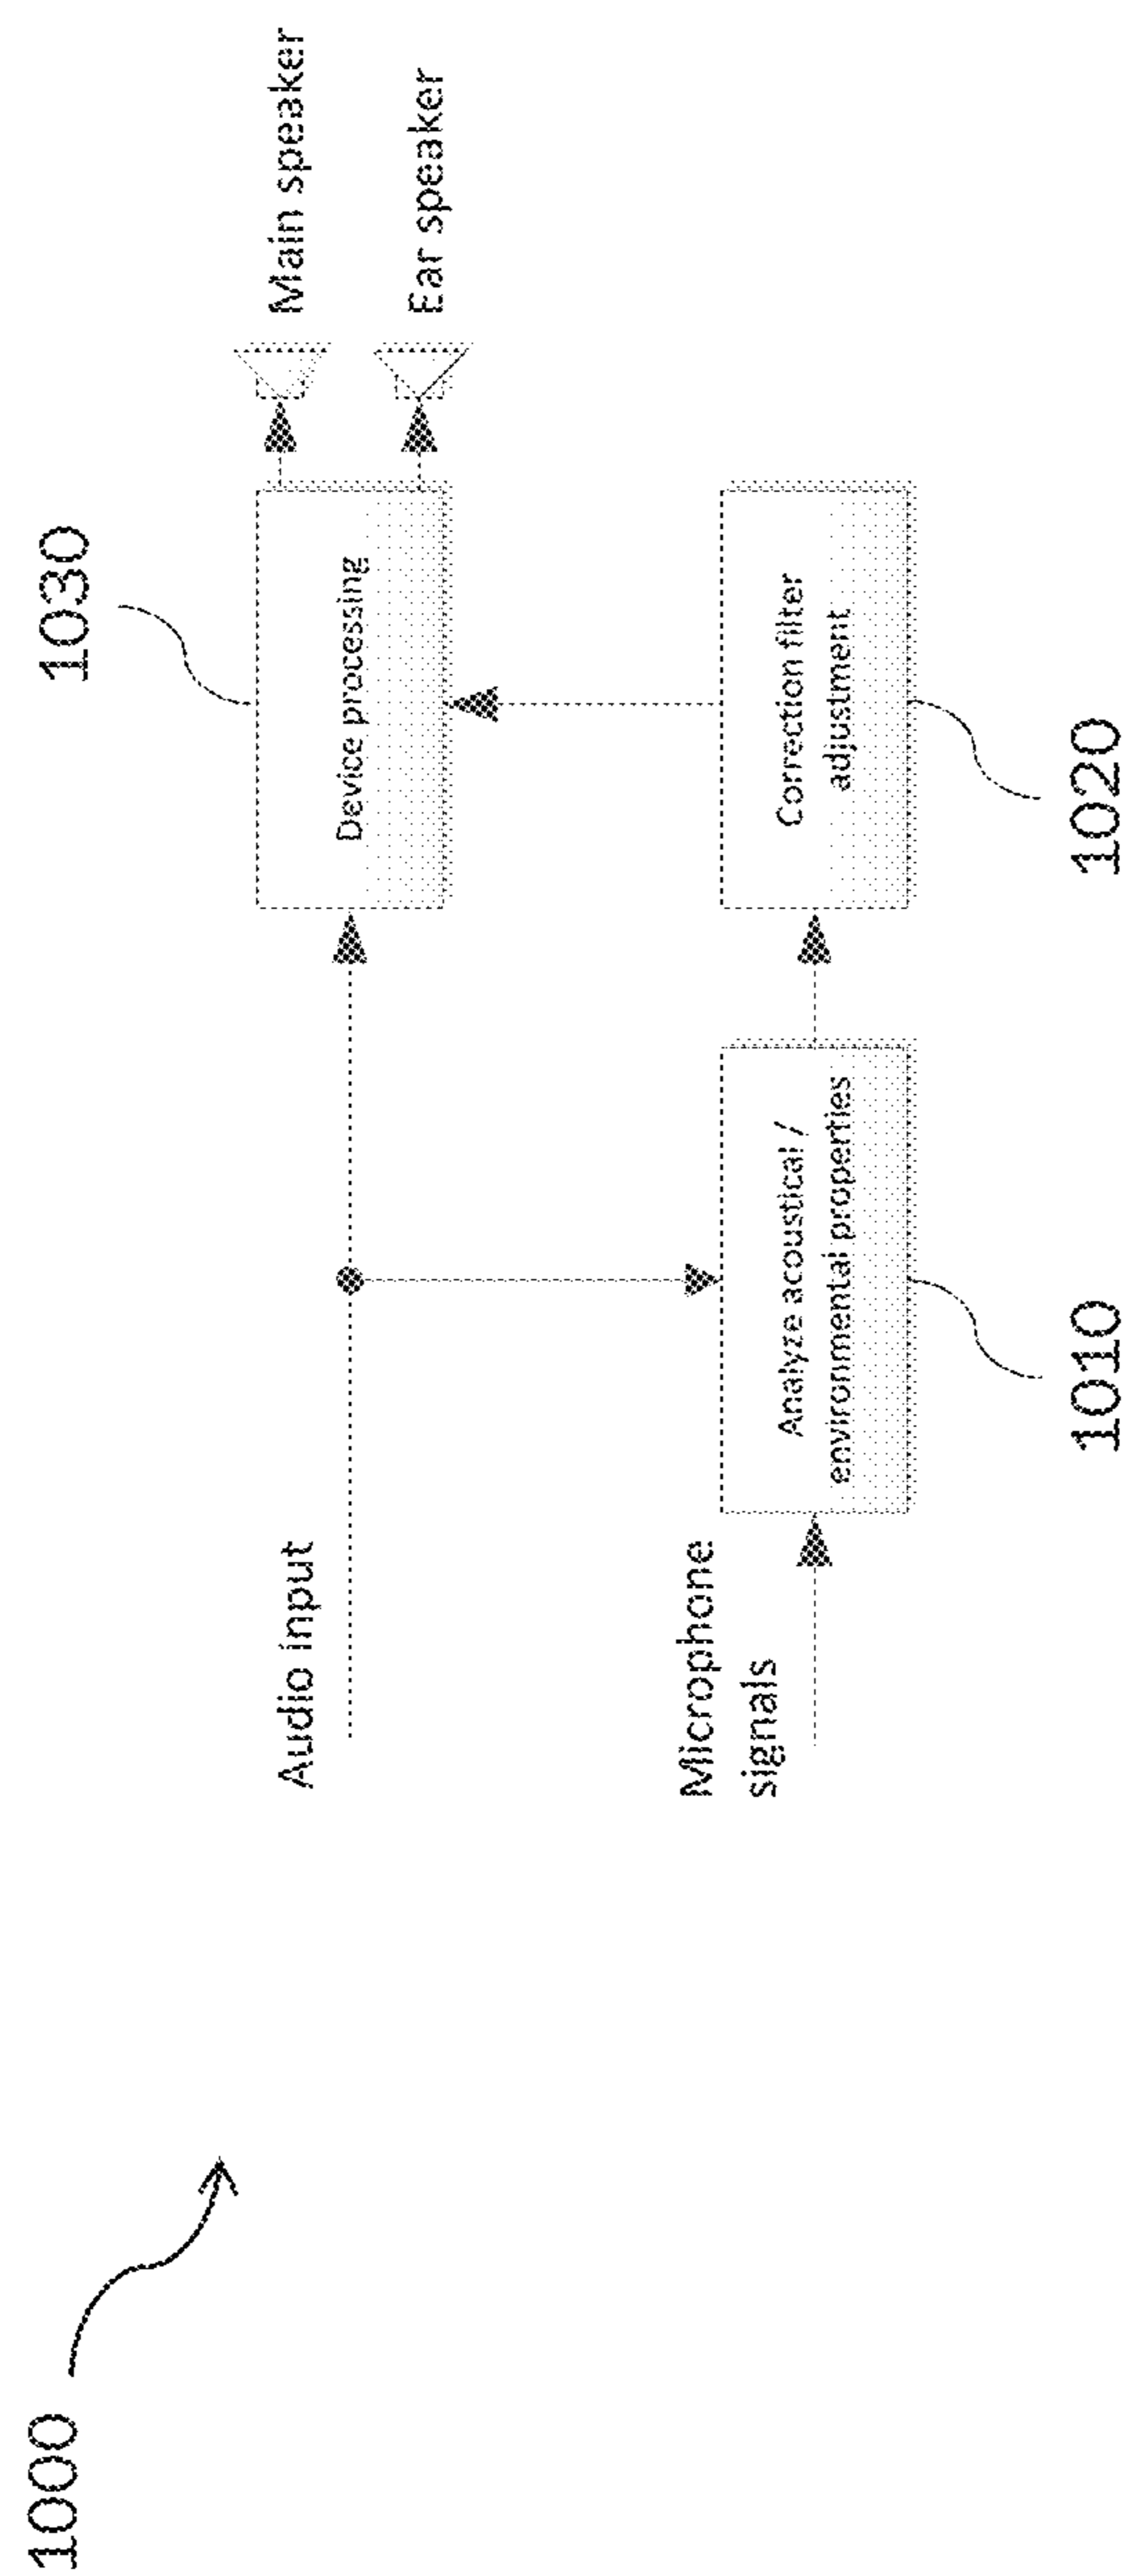 1000
Audio input
1030
Device processing
Main speaker
Ear speaker
Microphone
signals
Analyze acoustical /
environmental properties
1010
Correction filter
adjustment
1020